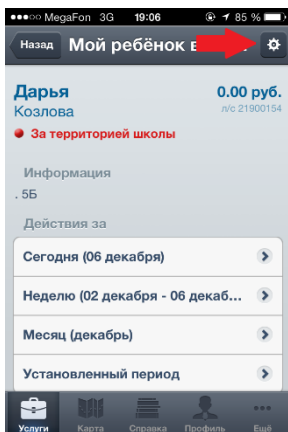 MegaFon 3G 19:06 85 %
Назад Мой ребёнок в
Дарья 0.00 руб.
Козлова л/с 21900154
За территорией школы
Информация
. 5Б
Действия за
Сегодня (06 декабря)
Неделю (02 декабря - 06 декаб...
Месяц (декабрь)
Установленный период
Услуги Карта Справка Профиль Ещё